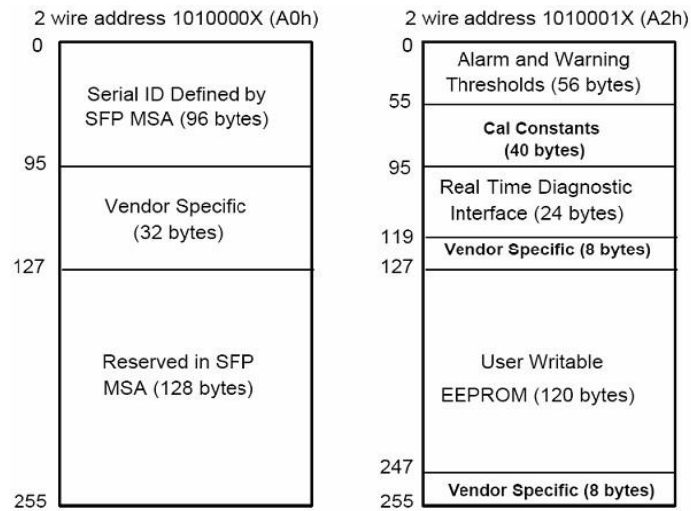 2 wire address 1010000X (A0h)
0
Serial ID Defined by
SFP MSA (96 bytes)
95
Vendor Specific
(32 bytes)
127
Reserved in SFP
MSA (128 bytes)
255
2 wire address 1010001X (A2h)
0
Alarm and Warning
Thresholds (56 bytes)
55
Cal Constants
(40 bytes)
95
Real Time Diagnostic
Interface (24 bytes)
119
Vendor Specific (8 bytes)
127
User Writable
EEPROM (120 bytes)
247
Vendor Specific (8 bytes)
255